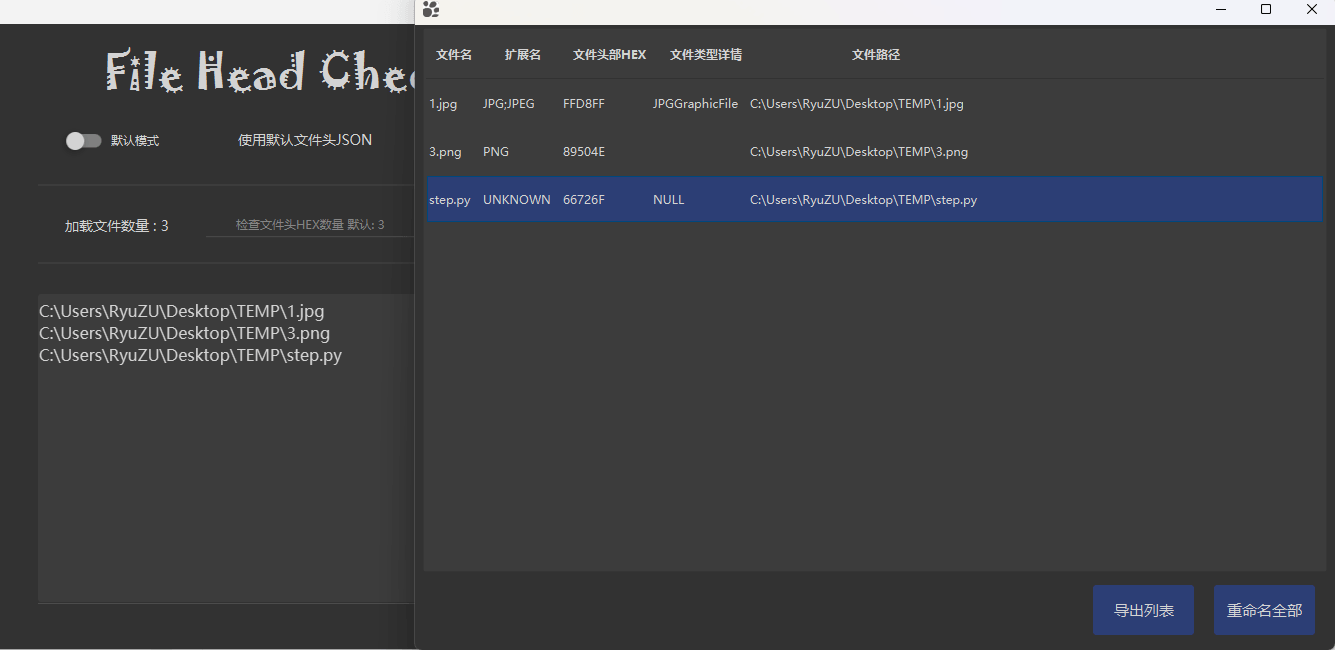 File Head Chec
默认模式
使用默认文件头JSON
加载文件数量 : 3
检查文件头HEX数量 默认: 3
C:\Users\RyuZU\Desktop\TEMP\1.jpg
C:\Users\RyuZU\Desktop\TEMP\3.png
C:\Users\RyuZU\Desktop\TEMP\step.py
文件名 扩展名 文件头部HEX 文件类型详情 文件路径
1.jpg JPG;JPEG FFD8FF JPGGraphicFile C:\Users\RyuZU\Desktop\TEMP\1.jpg
3.png PNG 89504E C:\Users\RyuZU\Desktop\TEMP\3.png
step.py UNKNOWN 66726F NULL C:\Users\RyuZU\Desktop\TEMP\step.py
导出列表 重命名全部